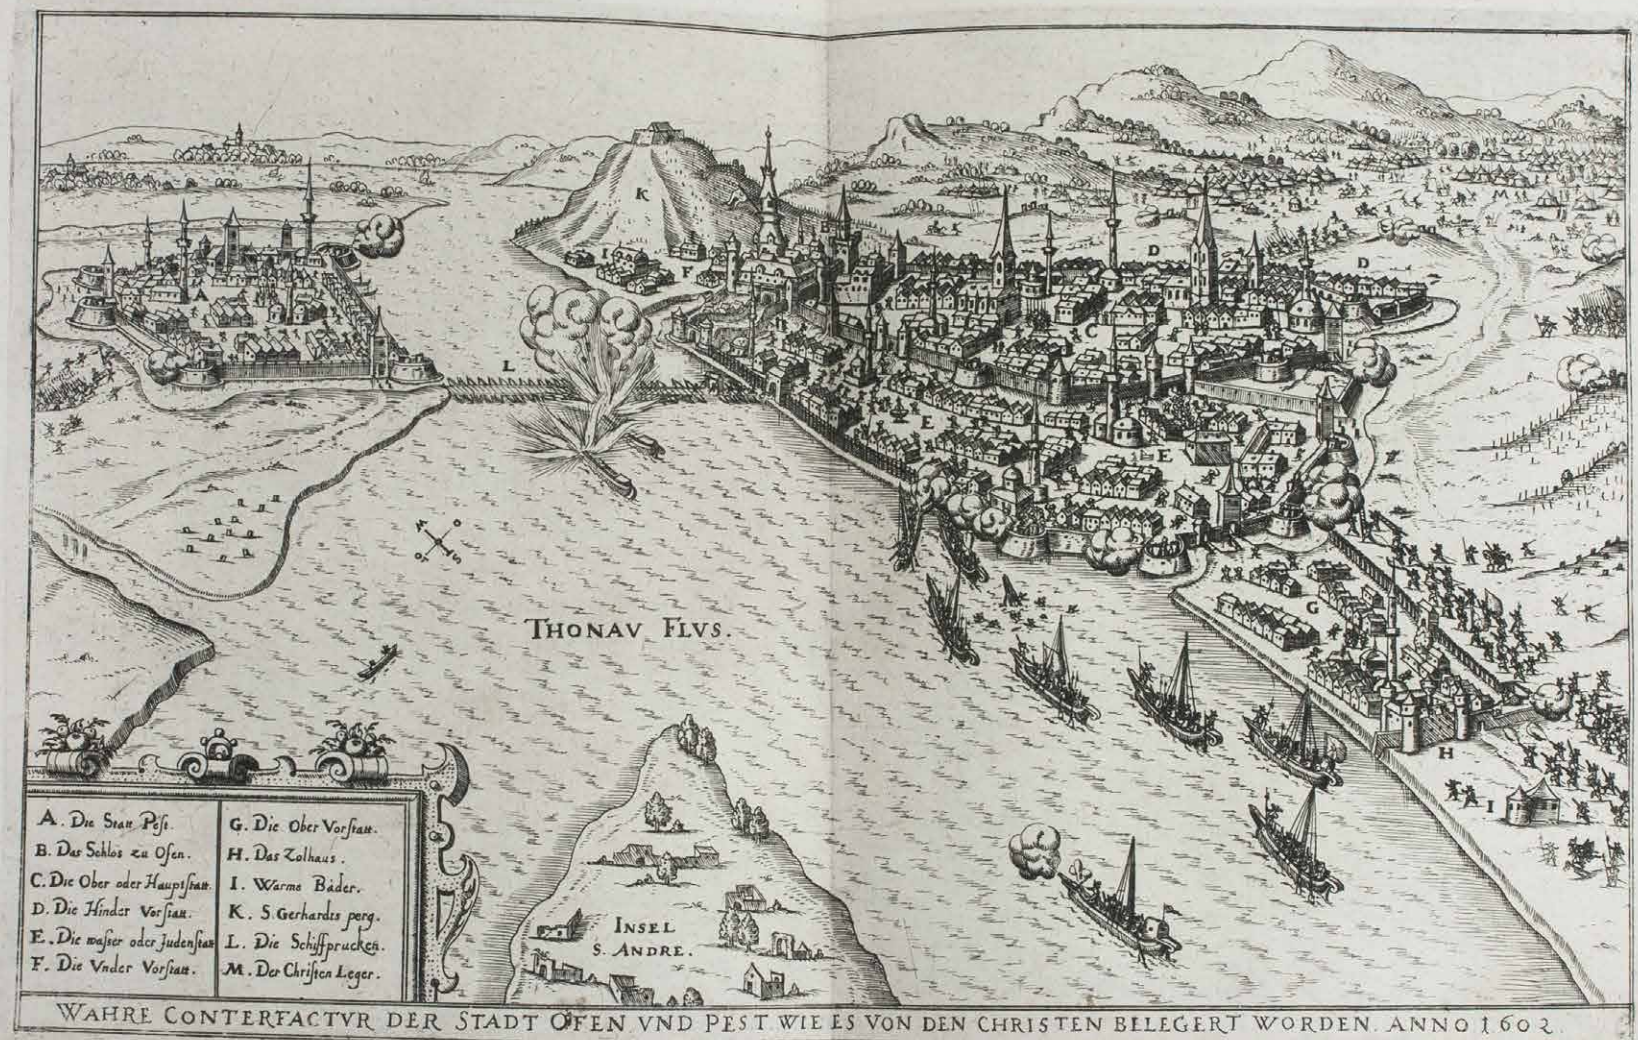 K
I
F
B
D
D
M
A
C
L
E
E
THONAV FLVS.
G
H
I
INSEL
S. ANDRE.
A. Die Statt Pest.
B. Das Schlos zu Ofen.
C. Die Ober oder Hauptstatt.
D. Die Hinder Vorstatt.
E. Die wasser oder Judenstatt
F. Die Vnder Vorstatt.
G. Die Ober Vorstatt.
H. Das Zolhaus.
I. Warme Båder.
K. S. Gerhardts perg.
L. Die Schiffprucken.
M. Der Christen Leger.
WAHRE CONTERFACTVR DER STADT OFEN VND PEST WIE ES VON DEN CHRISTEN BELEGERT WORDEN. ANNO 1602.